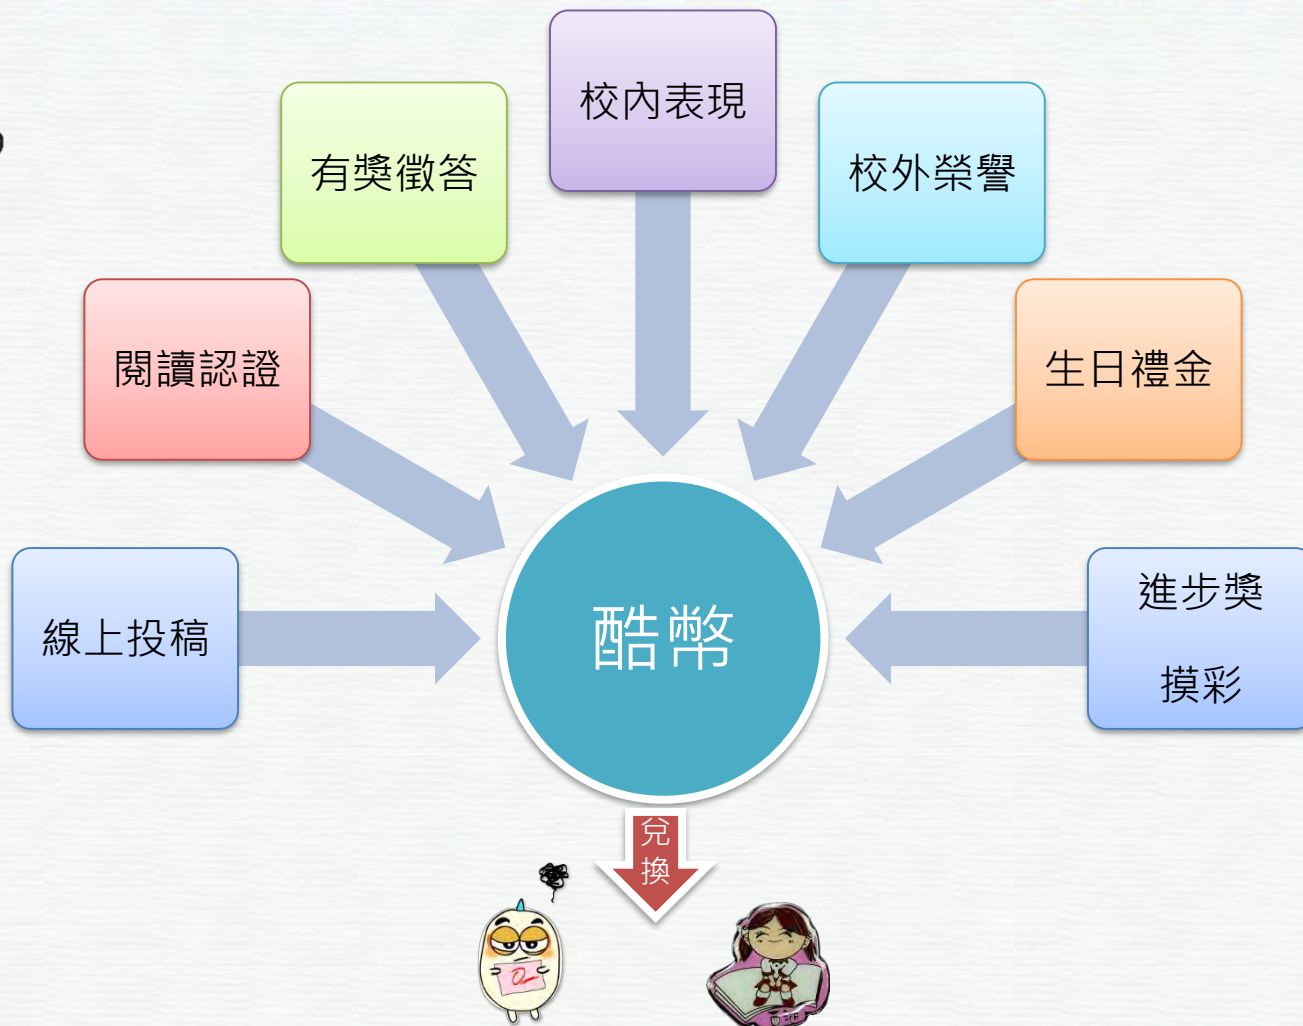 校內表現
有獎徵答
校外榮譽
閱讀認證
生日禮金
線上投稿
進步獎
摸彩
酷幣
兌
換